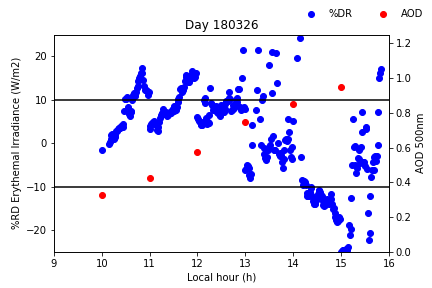 %DR AOD
Day 180326
%RD Erythemal Irradiance (W/m2)
20
10
0
−10
−20
1.2
1.0
0.8
0.6
0.4
0.2
0.0
AOD 500nm
9 10 11 12 13 14 15 16
Local hour (h)